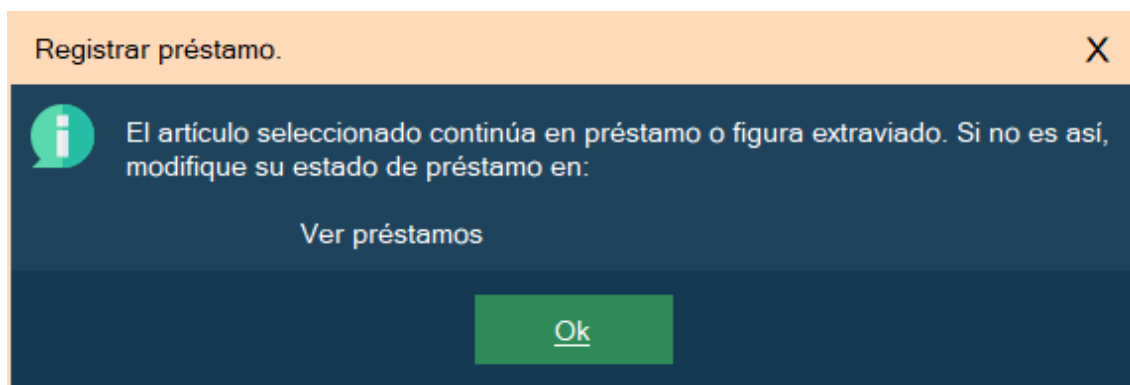 Registrar préstamo.
X
El artículo seleccionado continúa en préstamo o figura extraviado. Si no es así,
modifique su estado de préstamo en:
Ver préstamos
Ok